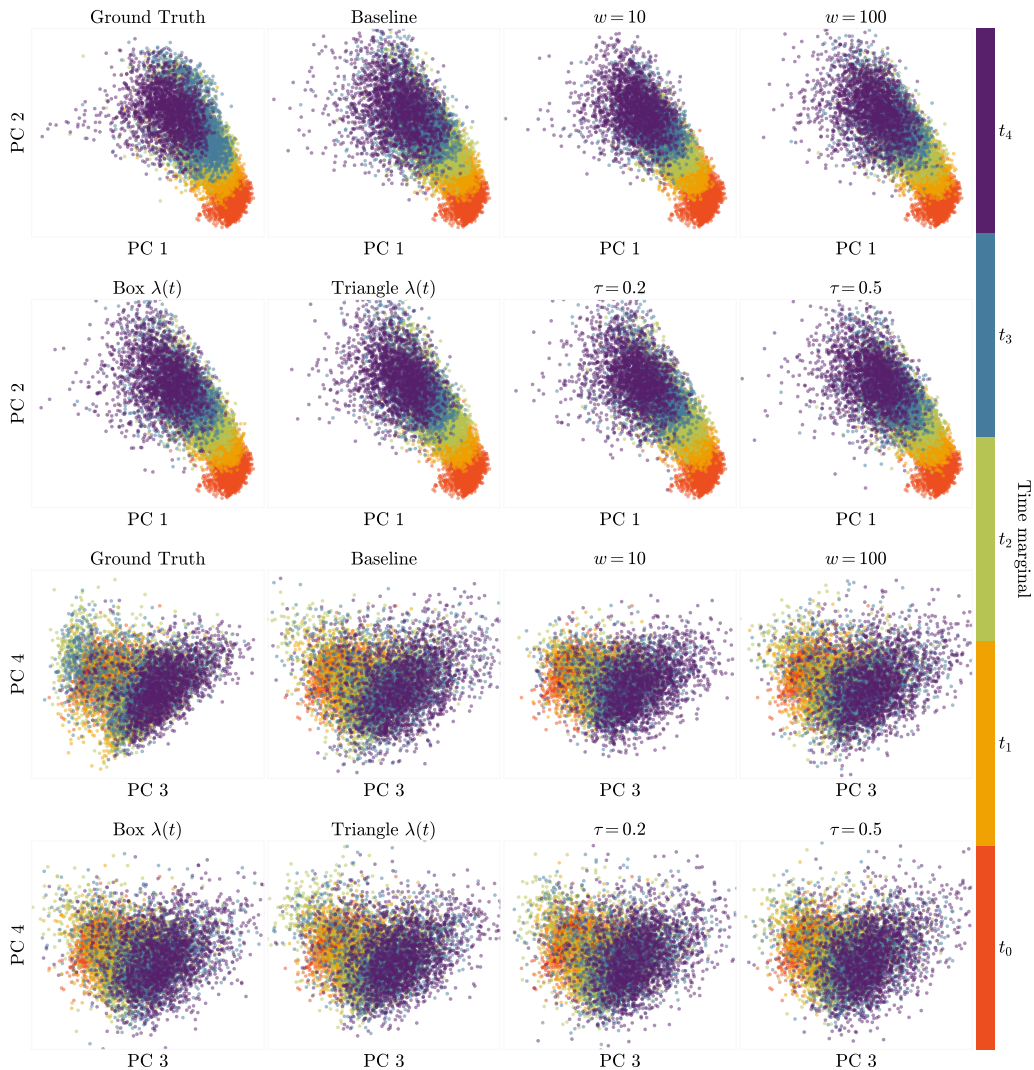 Ground Truth
Baseline
w = 10
w = 100
PC 2
PC 1
PC 1
PC 1
PC 1
Box λ(t)
Triangle λ(t)
τ = 0.2
τ = 0.5
PC 2
PC 1
PC 1
PC 1
PC 1
Ground Truth
Baseline
w = 10
w = 100
PC 4
PC 3
PC 3
PC 3
PC 3
Box λ(t)
Triangle λ(t)
τ = 0.2
τ = 0.5
PC 4
PC 3
PC 3
PC 3
PC 3
t₄
t₃
t₂
t₁
t₀
Time marginal